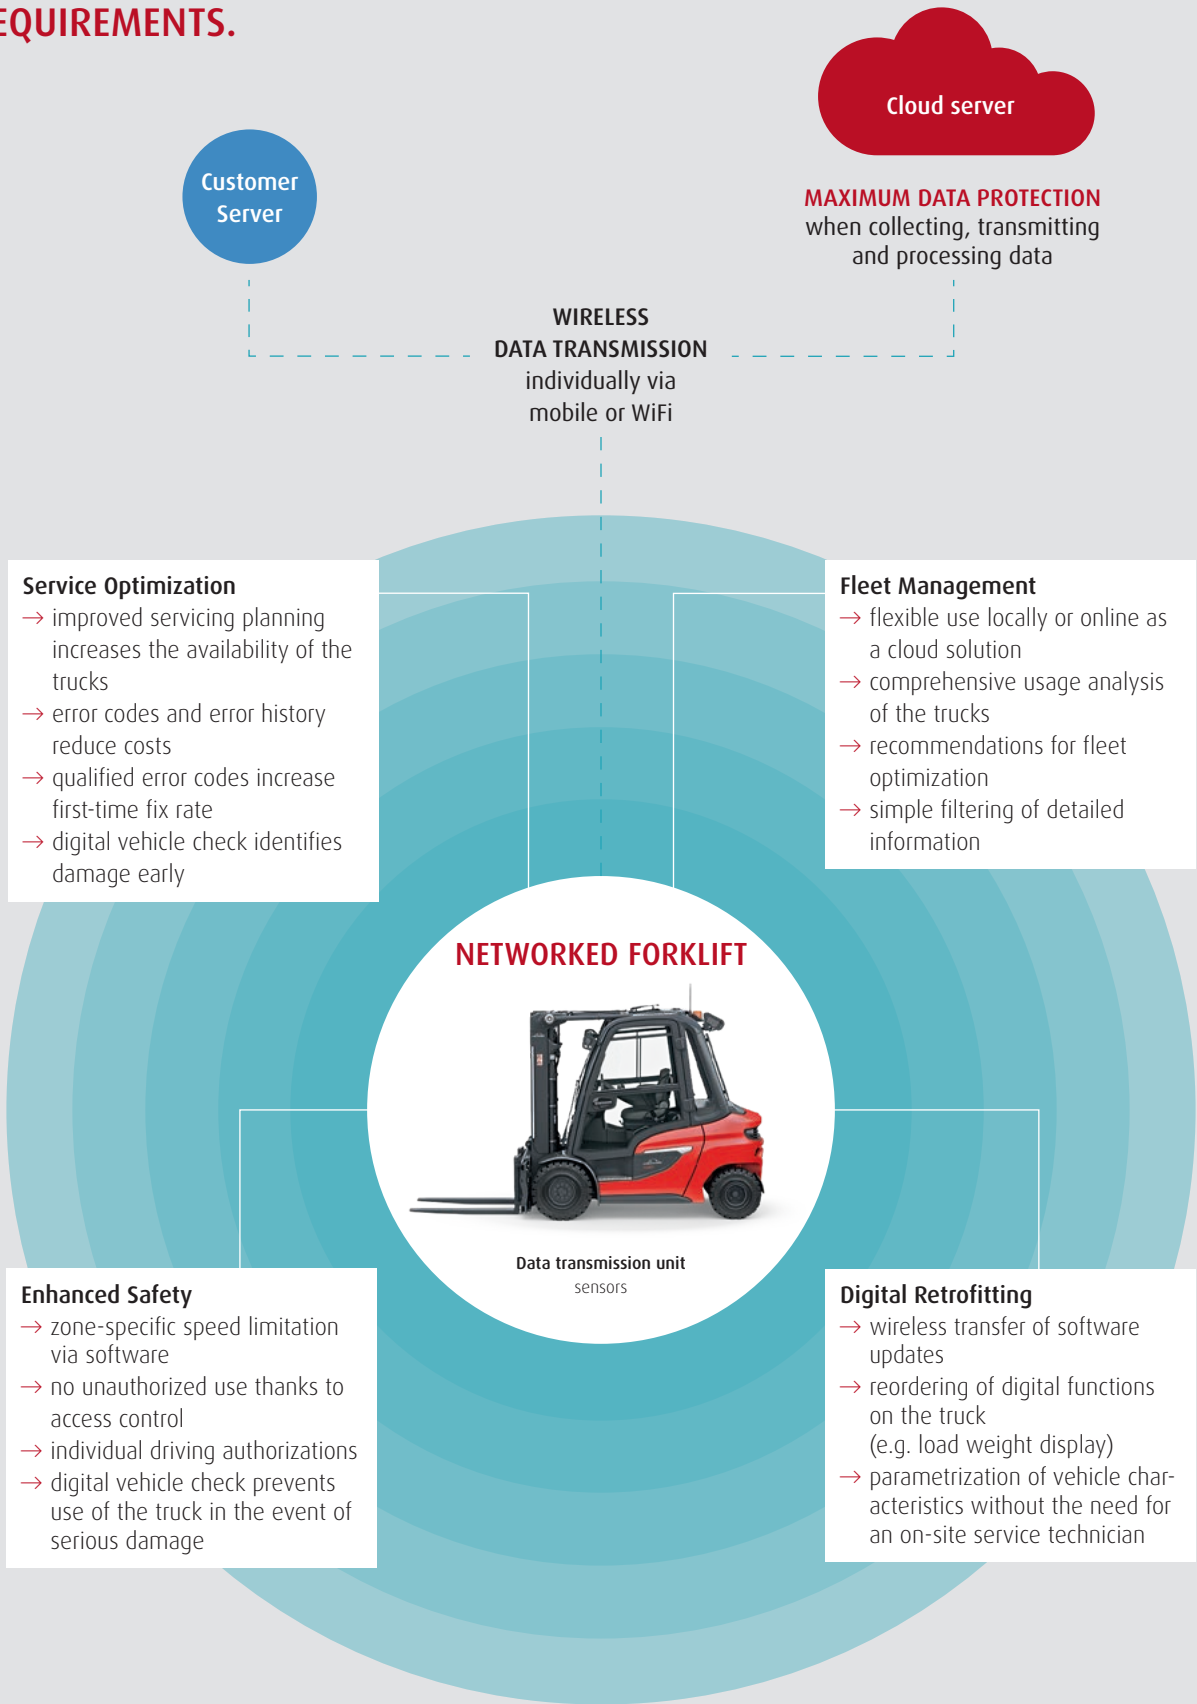 EQUIREMENTS.
Cloud server
Customer
Server
MAXIMUM DATA PROTECTION
when collecting, transmitting
and processing data
WIRELESS
DATA TRANSMISSION
individually via
mobile or WiFi
Service Optimization
→ improved servicing planning
increases the availability of the
trucks
→ error codes and error history
reduce costs
→ qualified error codes increase
first-time fix rate
→ digital vehicle check identifies
damage early
Fleet Management
→ flexible use locally or online as
a cloud solution
→ comprehensive usage analysis
of the trucks
→ recommendations for fleet
optimization
→ simple filtering of detailed
information
NETWORKED FORKLIFT
Data transmission unit
sensors
Enhanced Safety
→ zone-specific speed limitation
via software
→ no unauthorized use thanks to
access control
→ individual driving authorizations
→ digital vehicle check prevents
use of the truck in the event of
serious damage
Digital Retrofitting
→ wireless transfer of software
updates
→ reordering of digital functions
on the truck
(e.g. load weight display)
→ parametrization of vehicle char-
acteristics without the need for
an on-site service technician